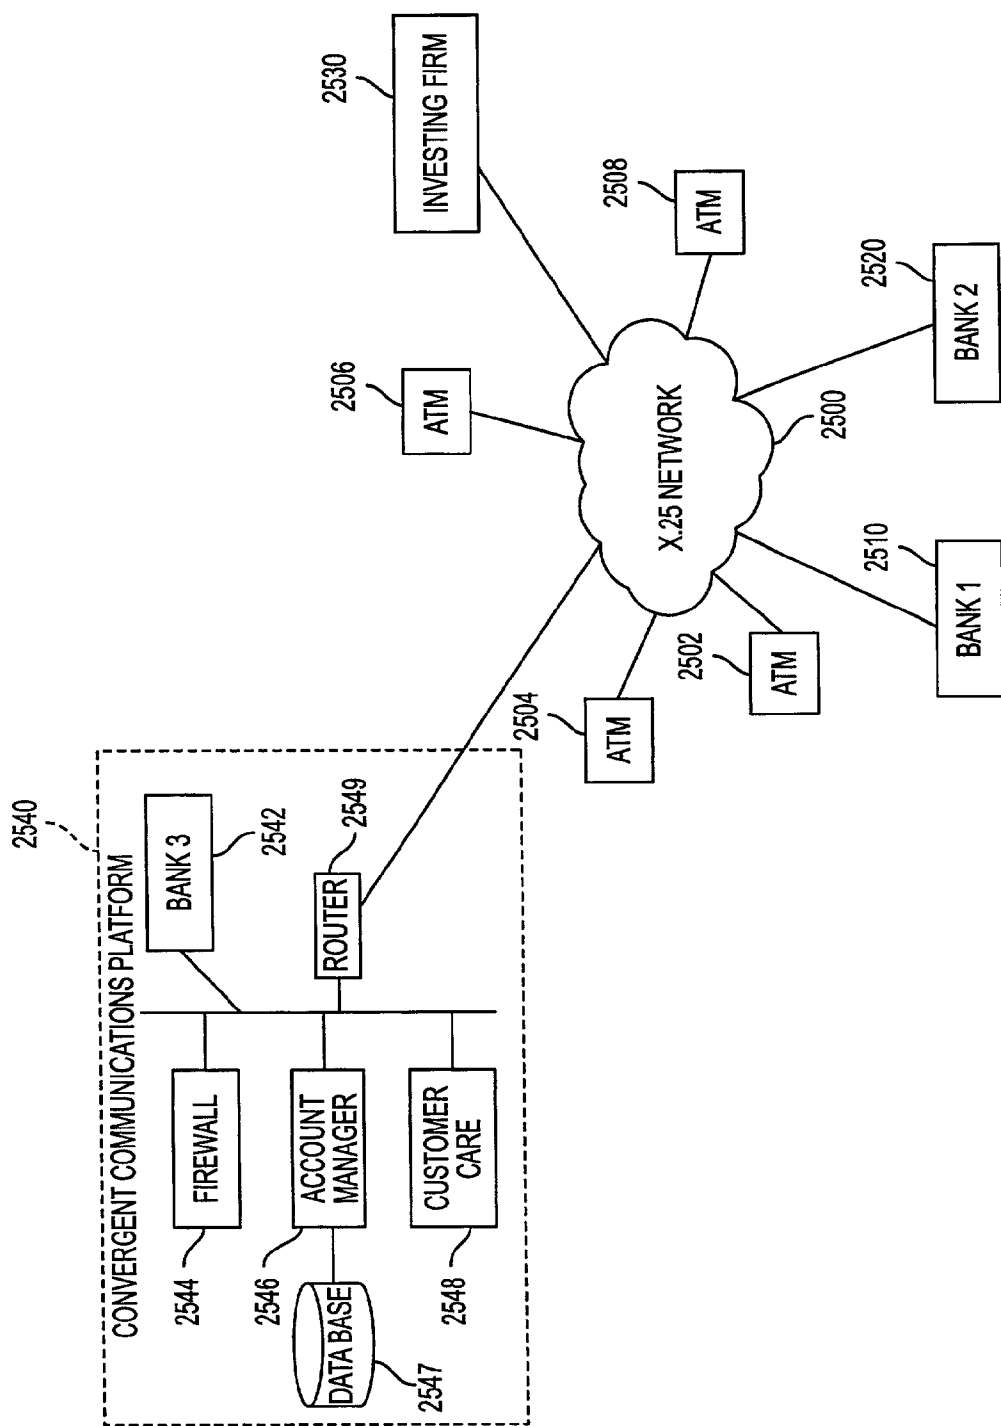 CONVERGENT COMMUNICATIONS PLATFORM
2540
2544
FIREWALL
BANK 3
2542
2546
ACCOUNT
MANAGER
DATA BASE
2547
ROUTER
2549
2548
CUSTOMER
CARE
2504
ATM
2502
ATM
2506
ATM
2530
INVESTING FIRM
2508
ATM
X.25 NETWORK
2500
2510
BANK 1
2520
BANK 2